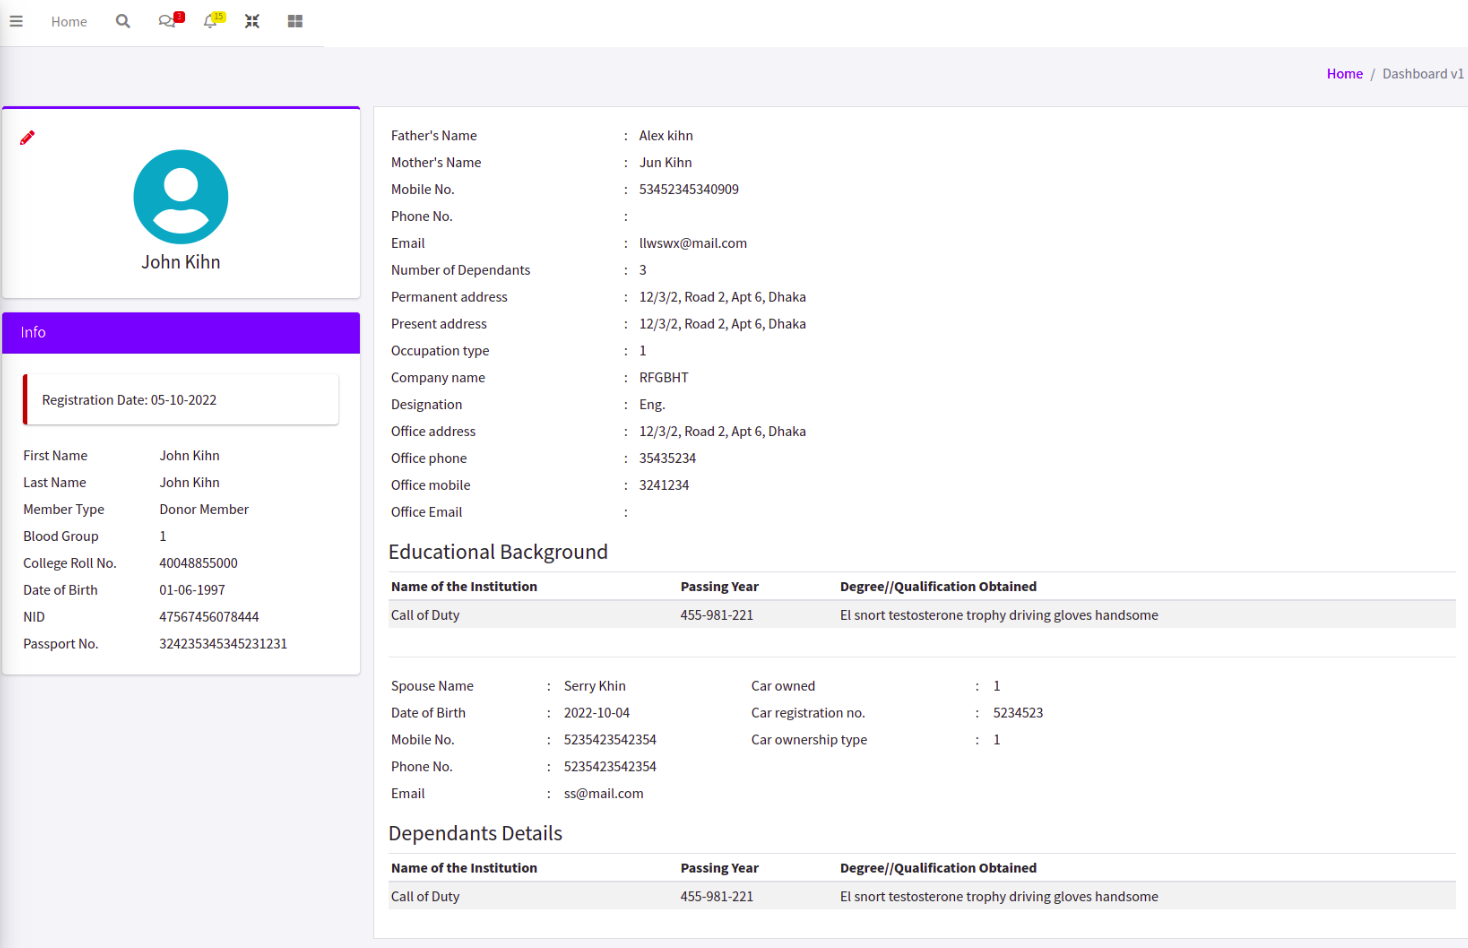 Home 3 15
Home / Dashboard v1
John Kihn
Info
Registration Date: 05-10-2022
First Name John Kihn
Last Name John Kihn
Member Type Donor Member
Blood Group 1
College Roll No. 40048855000
Date of Birth 01-06-1997
NID 47567456078444
Passport No. 324235345345231231
Father's Name : Alex kihn
Mother's Name : Jun Kihn
Mobile No. : 53452345340909
Phone No. :
Email : llwswx@mail.com
Number of Dependants : 3
Permanent address : 12/3/2, Road 2, Apt 6, Dhaka
Present address : 12/3/2, Road 2, Apt 6, Dhaka
Occupation type : 1
Company name : RFGBHT
Designation : Eng.
Office address : 12/3/2, Road 2, Apt 6, Dhaka
Office phone : 35435234
Office mobile : 3241234
Office Email :
Educational Background
Name of the Institution Passing Year Degree//Qualification Obtained
Call of Duty 455-981-221 El snort testosterone trophy driving gloves handsome
Spouse Name : Serry Khin Car owned : 1
Date of Birth : 2022-10-04 Car registration no. : 5234523
Mobile No. : 5235423542354 Car ownership type : 1
Phone No. : 5235423542354
Email : ss@mail.com
Dependants Details
Name of the Institution Passing Year Degree//Qualification Obtained
Call of Duty 455-981-221 El snort testosterone trophy driving gloves handsome